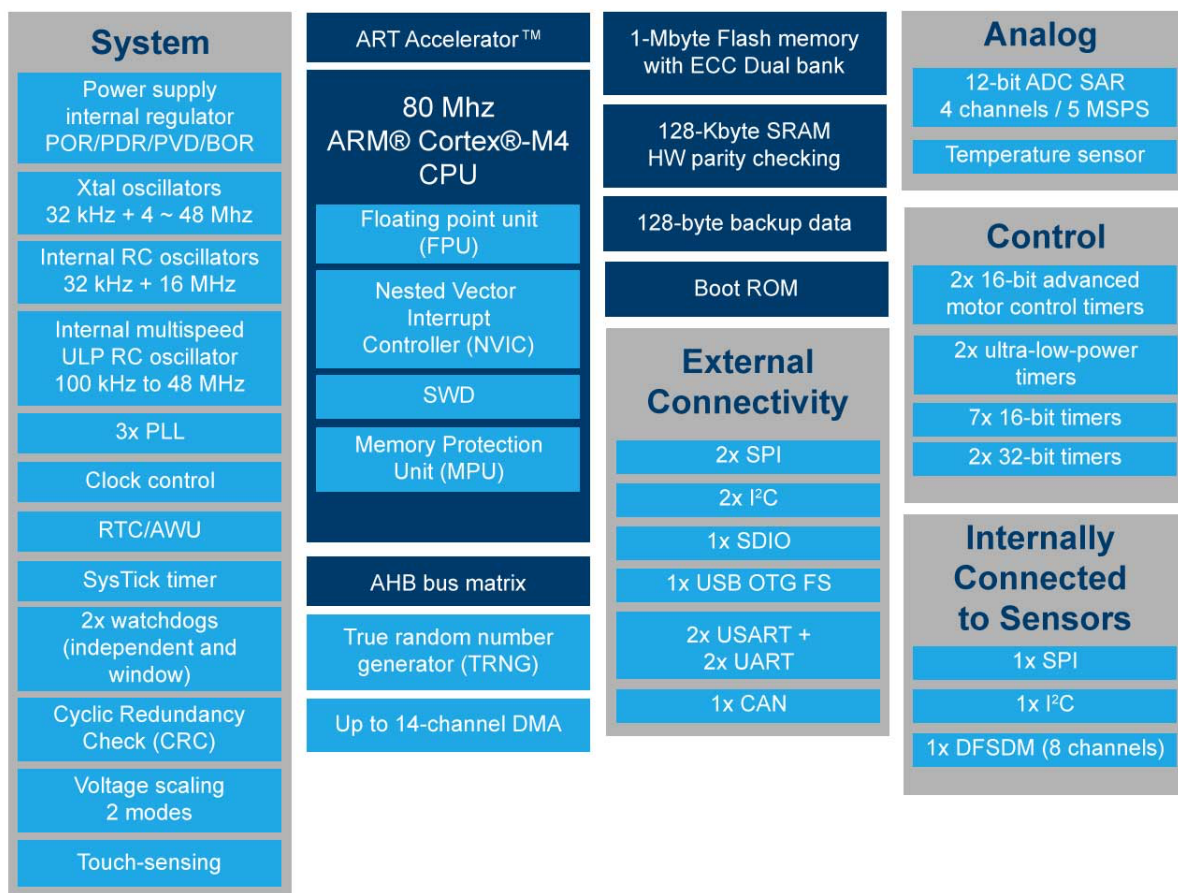 System
Power supply
internal regulator
POR/PDR/PVD/BOR
Xtal oscillators
32 kHz + 4 ~ 48 Mhz
Internal RC oscillators
32 kHz + 16 MHz
Internal multispeed
ULP RC oscillator
100 kHz to 48 MHz
3x PLL
Clock control
RTC/AWU
SysTick timer
2x watchdogs
(independent and
window)
Cyclic Redundancy
Check (CRC)
Voltage scaling
2 modes
Touch-sensing
ART Accelerator™
80 Mhz
ARM® Cortex®-M4
CPU
Floating point unit
(FPU)
Nested Vector
Interrupt
Controller (NVIC)
SWD
Memory Protection
Unit (MPU)
AHB bus matrix
True random number
generator (TRNG)
Up to 14-channel DMA
1-Mbyte Flash memory
with ECC Dual bank
128-Kbyte SRAM
HW parity checking
128-byte backup data
Boot ROM
External
Connectivity
2x SPI
2x I²C
1x SDIO
1x USB OTG FS
2x USART +
2x UART
1x CAN
Analog
12-bit ADC SAR
4 channels / 5 MSPS
Temperature sensor
Control
2x 16-bit advanced
motor control timers
2x ultra-low-power
timers
7x 16-bit timers
2x 32-bit timers
Internally
Connected
to Sensors
1x SPI
1x I²C
1x DFSDM (8 channels)